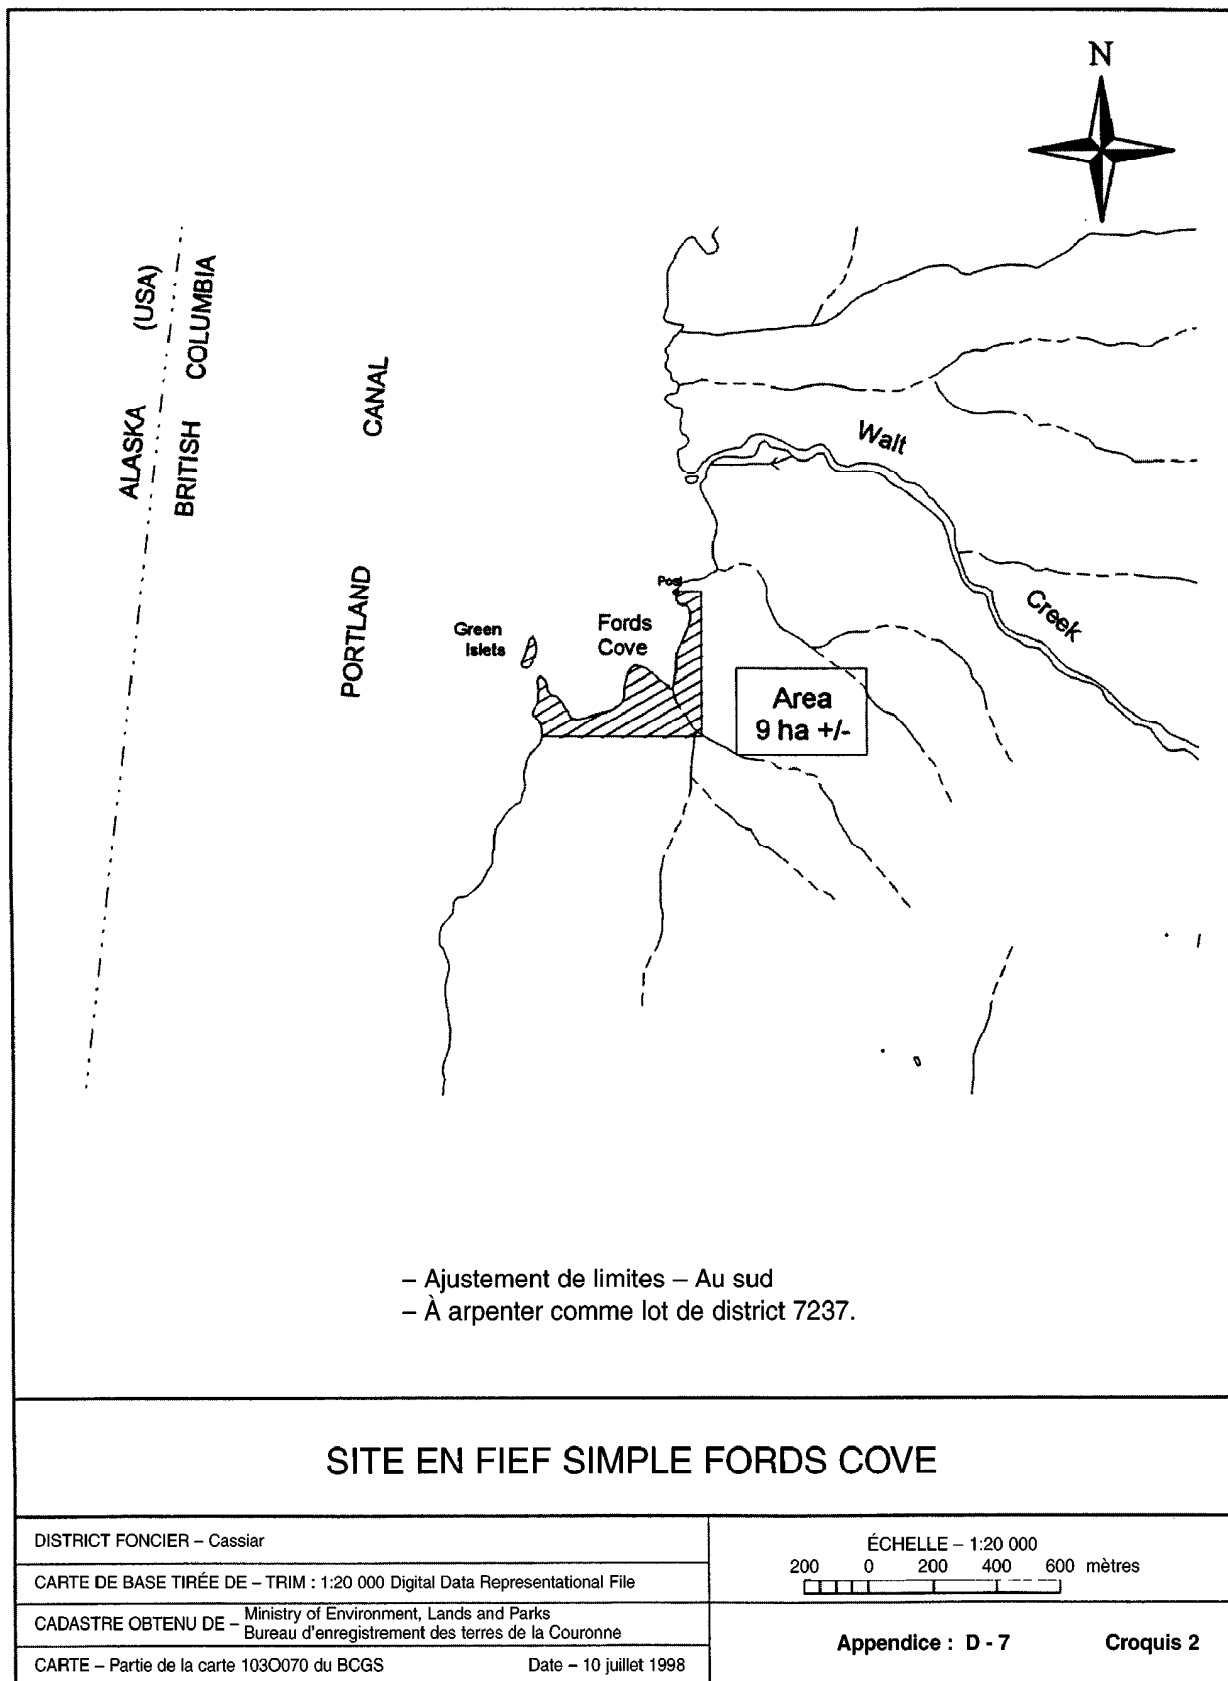 N
ALASKA (USA)
BRITISH COLUMBIA
PORTLAND CANAL
Walt
Creek
Post
Green
Islets
Fords
Cove
Area
9 ha +/-
– Ajustement de limites – Au sud
– À arpenter comme lot de district 7237.
SITE EN FIEF SIMPLE FORDS COVE
DISTRICT FONCIER – Cassiar
CARTE DE BASE TIRÉE DE – TRIM : 1:20 000 Digital Data Representational File
CADASTRE OBTENU DE – Ministry of Environment, Lands and Parks
Bureau d'enregistrement des terres de la Couronne
CARTE – Partie de la carte 103O070 du BCGS Date – 10 juillet 1998
ÉCHELLE – 1:20 000
200 0 200 400 600 mètres
Appendice : D - 7 Croquis 2